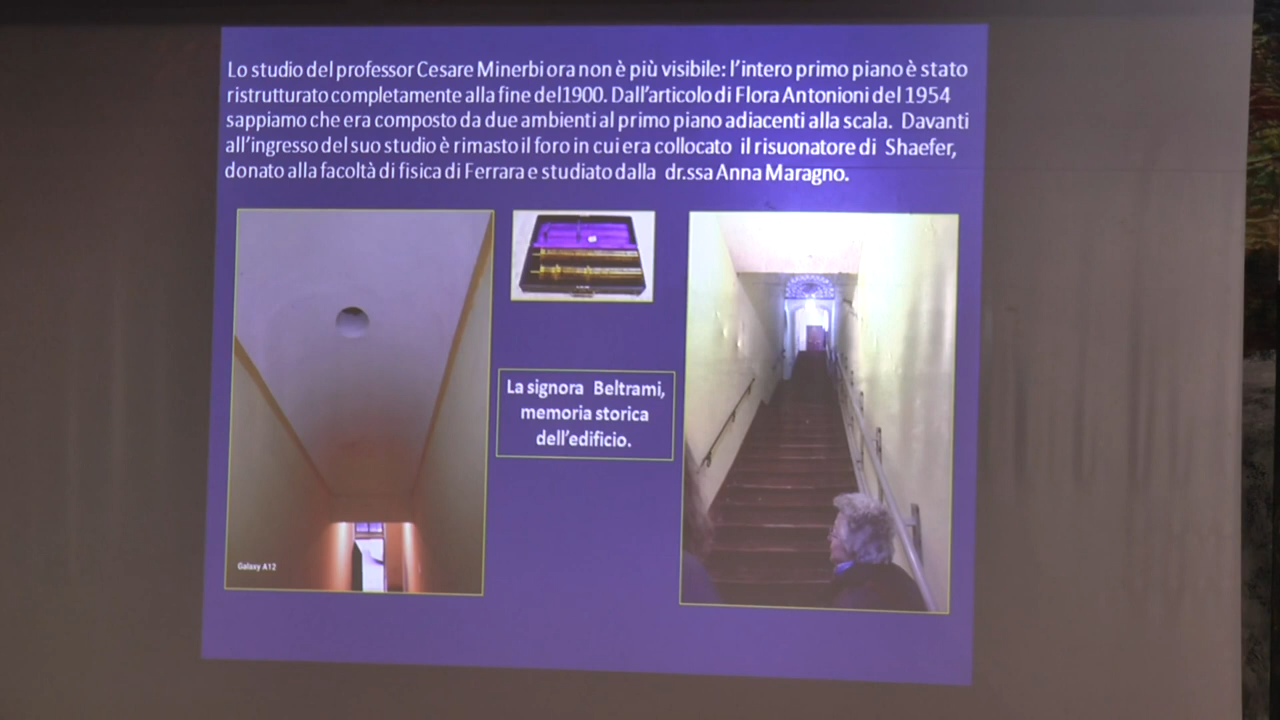 Lo studio del professor Cesare Minerbi ora non è più visibile: l'intero primo piano è stato
ristrutturato completamente alla fine del1900. Dall'articolo di Flora Antonioni del 1954
sappiamo che era composto da due ambienti al primo piano adiacenti alla scala. Davanti
all'ingresso del suo studio è rimasto il foro in cui era collocato il risuonatore di Shaefer,
donato alla facoltà di fisica di Ferrara e studiato dalla dr.ssa Anna Maragno.
La signora Beltrami,
memoria storica
dell'edificio.
Galaxy A12